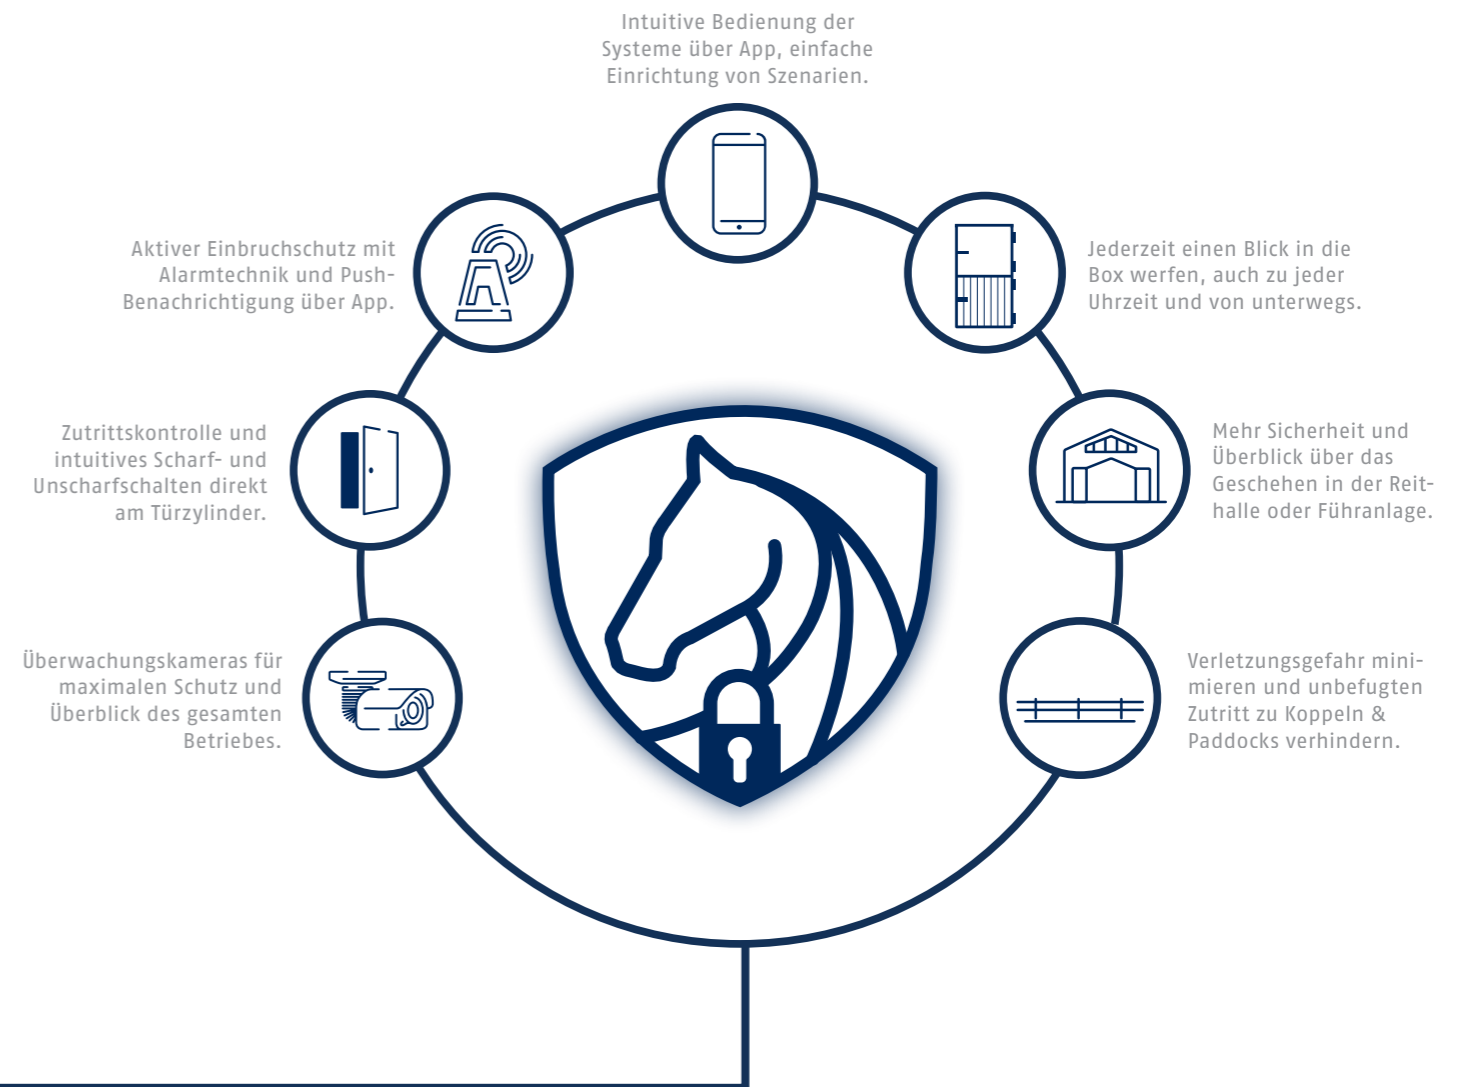 Intuitive Bedienung der
Systeme über App, einfache
Einrichtung von Szenarien.
Aktiver Einbruchschutz mit
Alarmtechnik und Push-
Benachrichtigung über App.
Jederzeit einen Blick in die
Box werfen, auch zu jeder
Uhrzeit und von unterwegs.
Zutrittskontrolle und
intuitives Scharf- und
Unscharfschalten direkt
am Türzylinder.
Mehr Sicherheit und
Überblick über das
Geschehen in der Reit-
halle oder Führanlage.
Überwachungskameras für
maximalen Schutz und
Überblick des gesamten
Betriebes.
Verletzungsgefahr mini-
mieren und unbefugten
Zutritt zu Koppeln &
Paddocks verhindern.